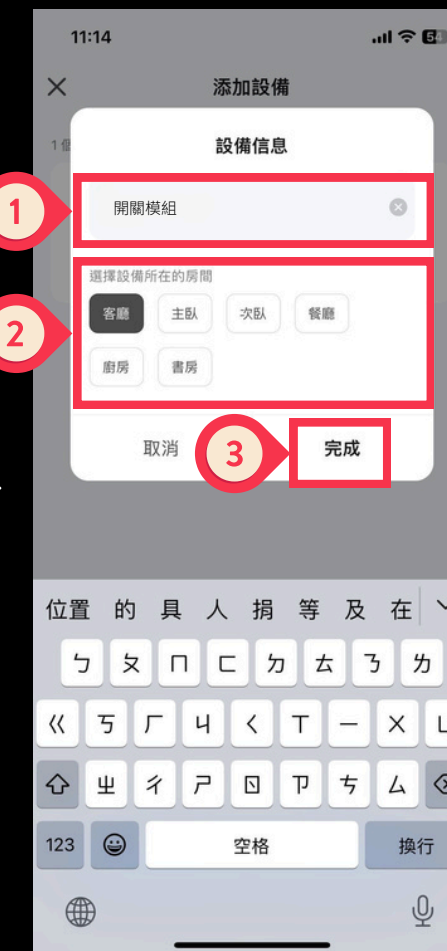 11:14
54
添加設備
1 個
設備信息
1
開關模組
選擇設備所在的房間
客廳 主臥 次臥 餐廳
2
廚房 書房
取消 3 完成
位置 的 具 人 捐 等 及 在
ㄅ ㄆ ㄇ ㄈ ㄉ ㄊ ㄋ ㄌ
ㄍ ㄎ ㄏ ㄐ ㄑ ㄒ ㄧ ㄨ ㄩ
ㄓ ㄔ ㄕ ㄖ ㄗ ㄘ ㄙ
123 空格 換行